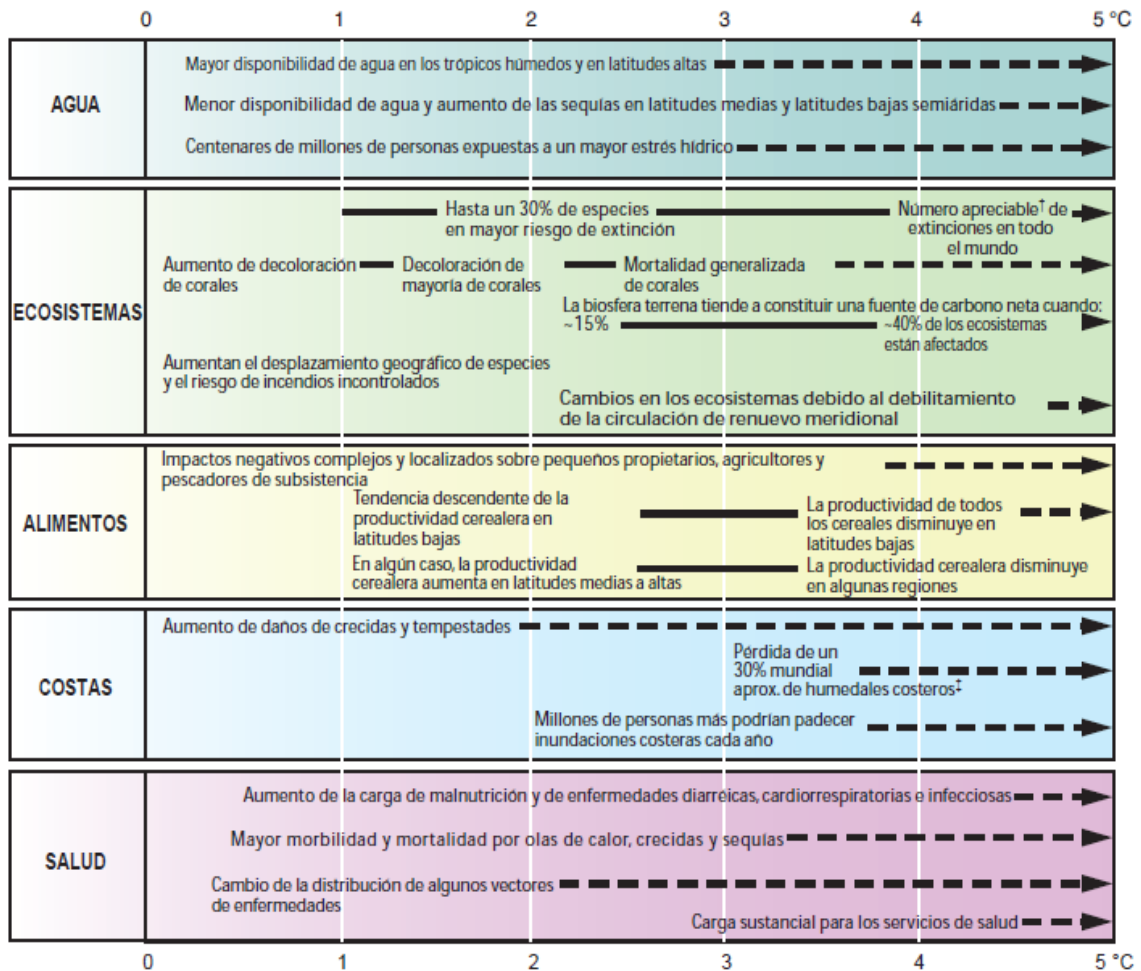 0 1 2 3 4 5 °C
AGUA
Mayor disponibilidad de agua en los trópicos húmedos y en latitudes altas
Menor disponibilidad de agua y aumento de las sequías en latitudes medias y latitudes bajas semiáridas
Centenares de millones de personas expuestas a un mayor estrés hídrico
ECOSISTEMAS
Hasta un 30% de especies
en mayor riesgo de extinción
Número apreciable† de
extinciones en todo
el mundo
Aumento de decoloración
de corales
Decoloración de
mayoría de corales
Mortalidad generalizada
de corales
La biosfera terrena tiende a constituir una fuente de carbono neta cuando:
~15%
~40% de los ecosistemas
están afectados
Aumentan el desplazamiento geográfico de especies
y el riesgo de incendios incontrolados
Cambios en los ecosistemas debido al debilitamiento
de la circulación de renuevo meridional
ALIMENTOS
Impactos negativos complejos y localizados sobre pequeños propietarios, agricultores y
pescadores de subsistencia
Tendencia descendente de la
productividad cerealera en
latitudes bajas
La productividad de todos
los cereales disminuye en
latitudes bajas
En algún caso, la productividad
cerealera aumenta en latitudes medias a altas
La productividad cerealera disminuye
en algunas regiones
COSTAS
Aumento de daños de crecidas y tempestades
Pérdida de un
30% mundial
aprox. de humedales costeros‡
Millones de personas más podrían padecer
inundaciones costeras cada año
SALUD
Aumento de la carga de malnutrición y de enfermedades diarréicas, cardiorrespiratorias e infecciosas
Mayor morbilidad y mortalidad por olas de calor, crecidas y sequías
Cambio de la distribución de algunos vectores
de enfermedades
Carga sustancial para los servicios de salud
0 1 2 3 4 5 °C